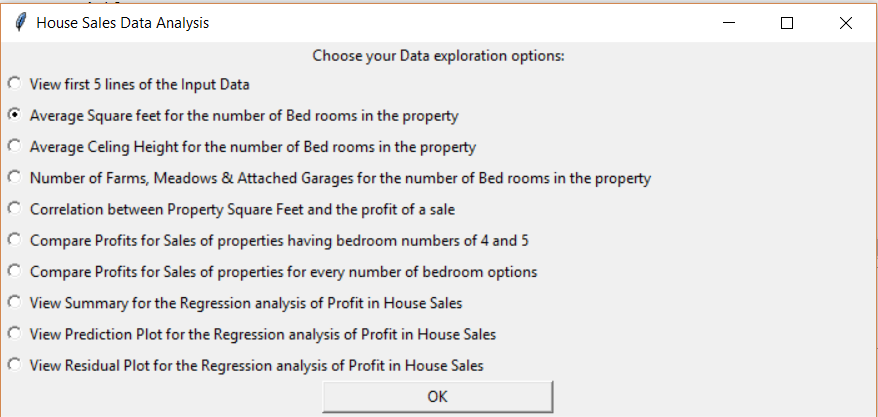 House Sales Data Analysis
Choose your Data exploration options:
View first 5 lines of the Input Data
Average Square feet for the number of Bed rooms in the property
Average Celing Height for the number of Bed rooms in the property
Number of Farms, Meadows & Attached Garages for the number of Bed rooms in the property
Correlation between Property Square Feet and the profit of a sale
Compare Profits for Sales of properties having bedroom numbers of 4 and 5
Compare Profits for Sales of properties for every number of bedroom options
View Summary for the Regression analysis of Profit in House Sales
View Prediction Plot for the Regression analysis of Profit in House Sales
View Residual Plot for the Regression analysis of Profit in House Sales
OK